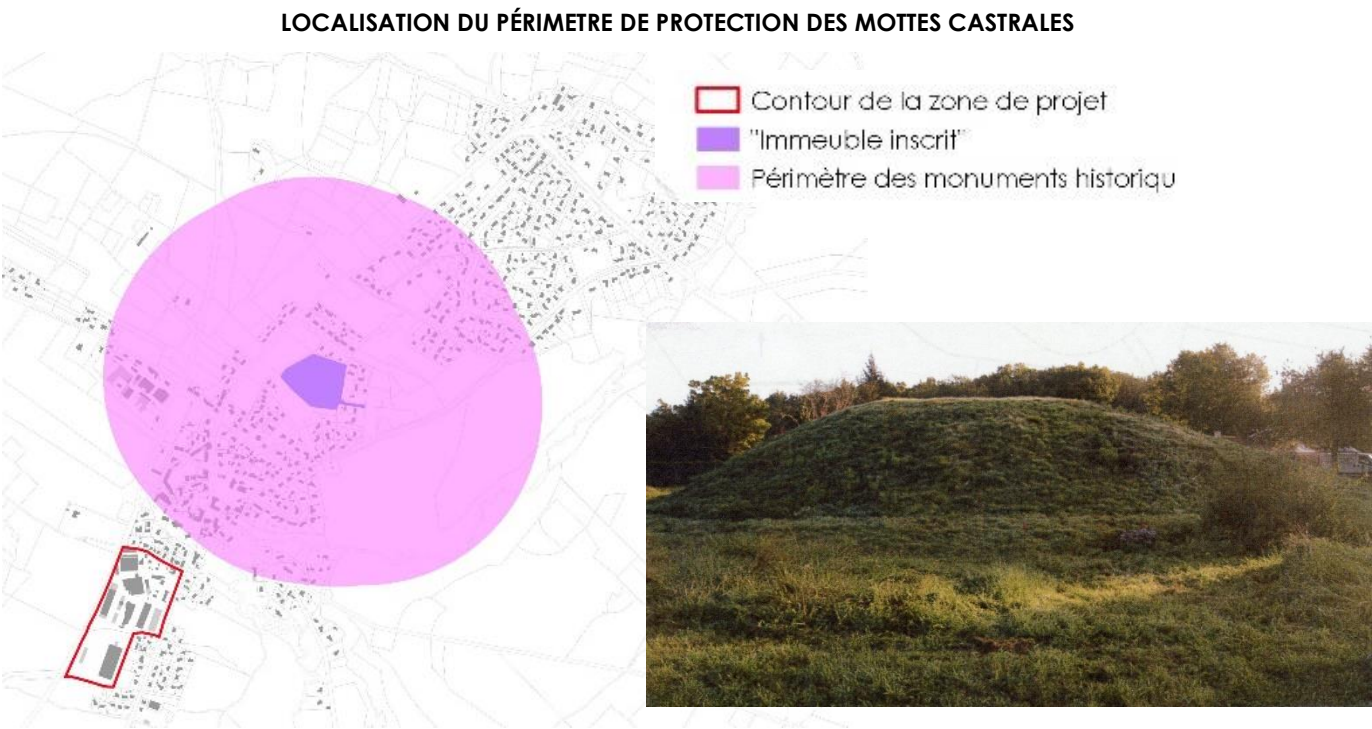 LOCALISATION DU PÉRIMETRE DE PROTECTION DES MOTTES CASTRALES
Contour de la zone de projet
"Immeuble inscrit"
Périmètre des monuments historiqu